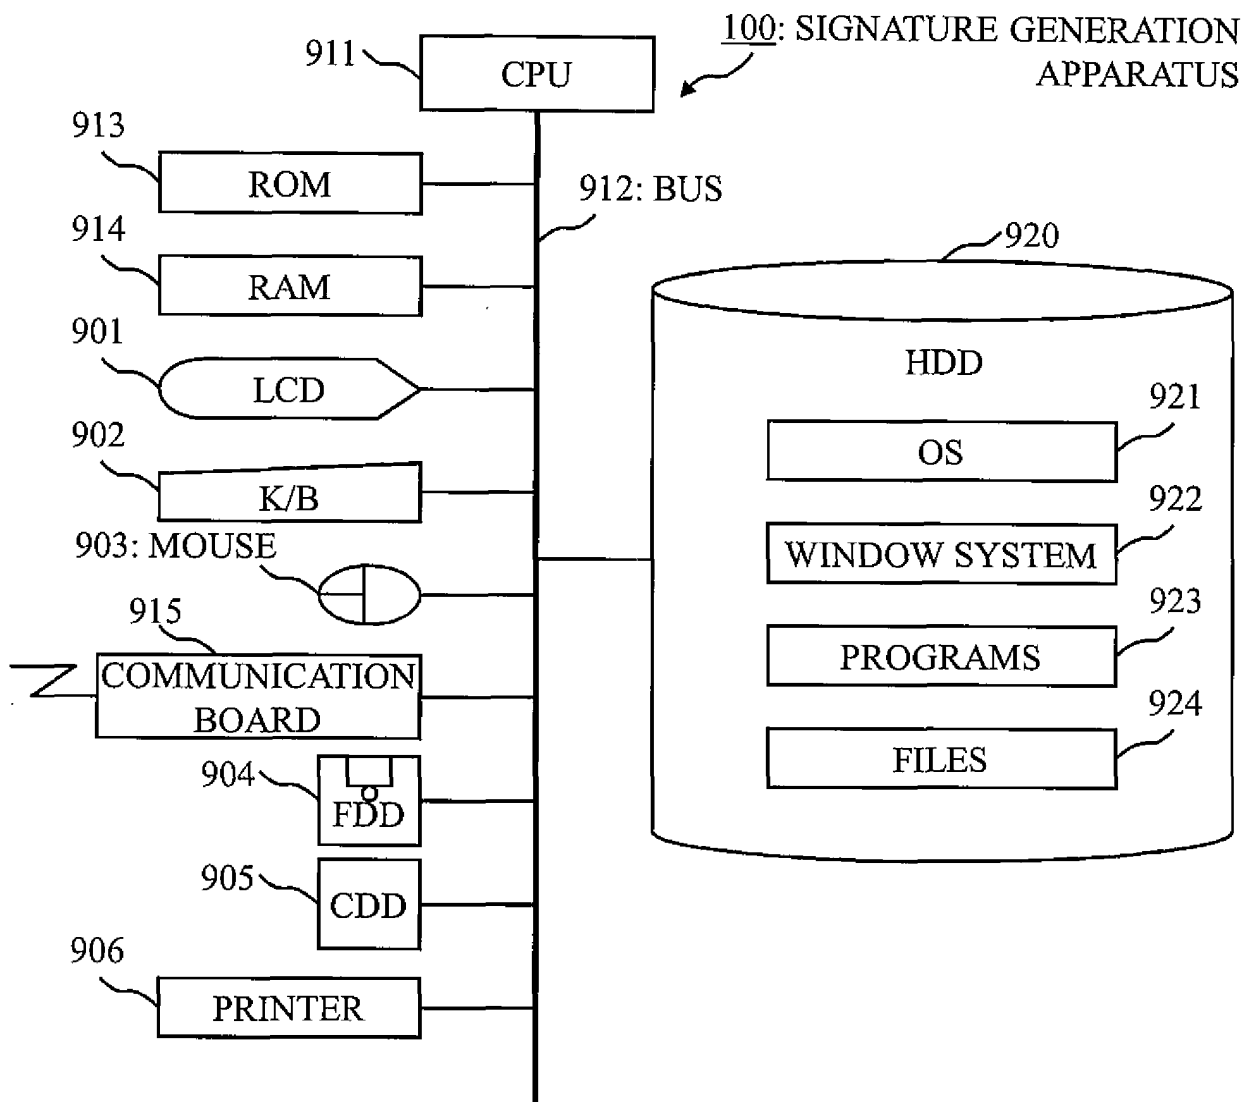 100: SIGNATURE GENERATION
APPARATUS
911
CPU
913
ROM
912: BUS
914
RAM
920
901
LCD
HDD
902
K/B
921
OS
903: MOUSE
922
WINDOW SYSTEM
915
COMMUNICATION
BOARD
923
PROGRAMS
904
FDD
924
FILES
905
CDD
906
PRINTER